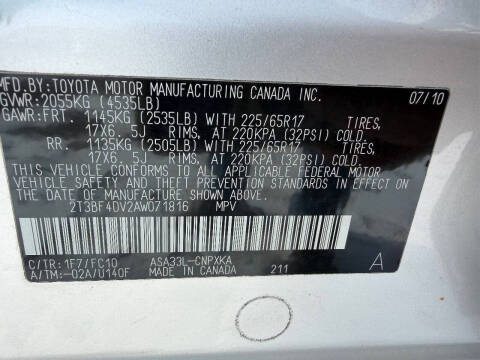 MFD. BY: TOYOTA MOTOR MANUFACTURING CANADA INC. 07/10
GVWR: 2055KG (4535LB)
GAWR: FRT. 1145KG (2535LB) WITH 225/65R17 TIRES,
17X6. 5J RIMS, AT 220KPA (32PSI) COLD.
RR. 1135KG (2505LB) WITH 225/65R17 TIRES,
17X6. 5J RIMS, AT 220KPA (32PSI) COLD.
THIS VEHICLE CONFORMS TO ALL APPLICABLE FEDERAL MOTOR
VEHICLE SAFETY AND THEFT PREVENTION STANDARDS IN EFFECT ON
THE DATE OF MANUFACTURE SHOWN ABOVE.
2T3BF4DV2AW071816 MPV
C/TR: 1F7/FC10 ASA33L-CNPXKA
A/TM: -02A/U140F MADE IN CANADA 211 A